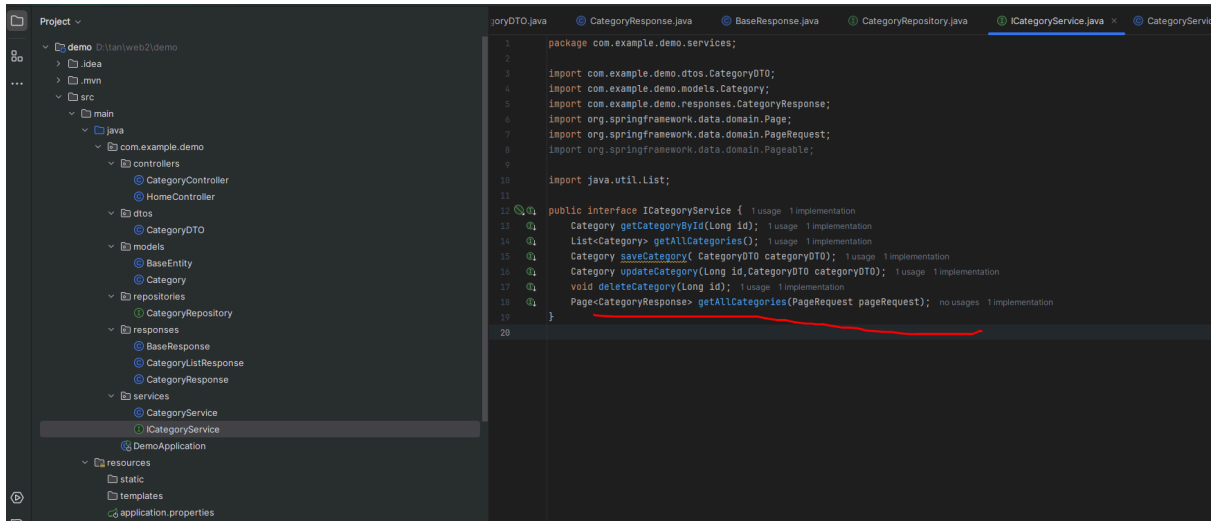 Project
demo D:\tan\web2\demo
.idea
.mvn
src
main
java
com.example.demo
controllers
CategoryController
HomeController
dtos
CategoryDTO
models
BaseEntity
Category
repositories
CategoryRepository
responses
BaseResponse
CategoryListResponse
CategoryResponse
services
CategoryService
ICategoryService
DemoApplication
resources
static
templates
application.properties
goryDTO.java CategoryResponse.java BaseResponse.java CategoryRepository.java ICategoryService.java × CategoryServic
1 package com.example.demo.services;
2
3 import com.example.demo.dtos.CategoryDTO;
4 import com.example.demo.models.Category;
5 import com.example.demo.responses.CategoryResponse;
6 import org.springframework.data.domain.Page;
7 import org.springframework.data.domain.PageRequest;
8 import org.springframework.data.domain.Pageable;
9
10 import java.util.List;
11
12 public interface ICategoryService { 1 usage 1 implementation
13 Category getCategoryById(Long id); 1 usage 1 implementation
14 List<Category> getAllCategories(); 1 usage 1 implementation
15 Category saveCategory( CategoryDTO categoryDTO); 1 usage 1 implementation
16 Category updateCategory(Long id,CategoryDTO categoryDTO); 1 usage 1 implementation
17 void deleteCategory(Long id); 1 usage 1 implementation
18 Page<CategoryResponse> getAllCategories(PageRequest pageRequest); no usages 1 implementation
19 }
20